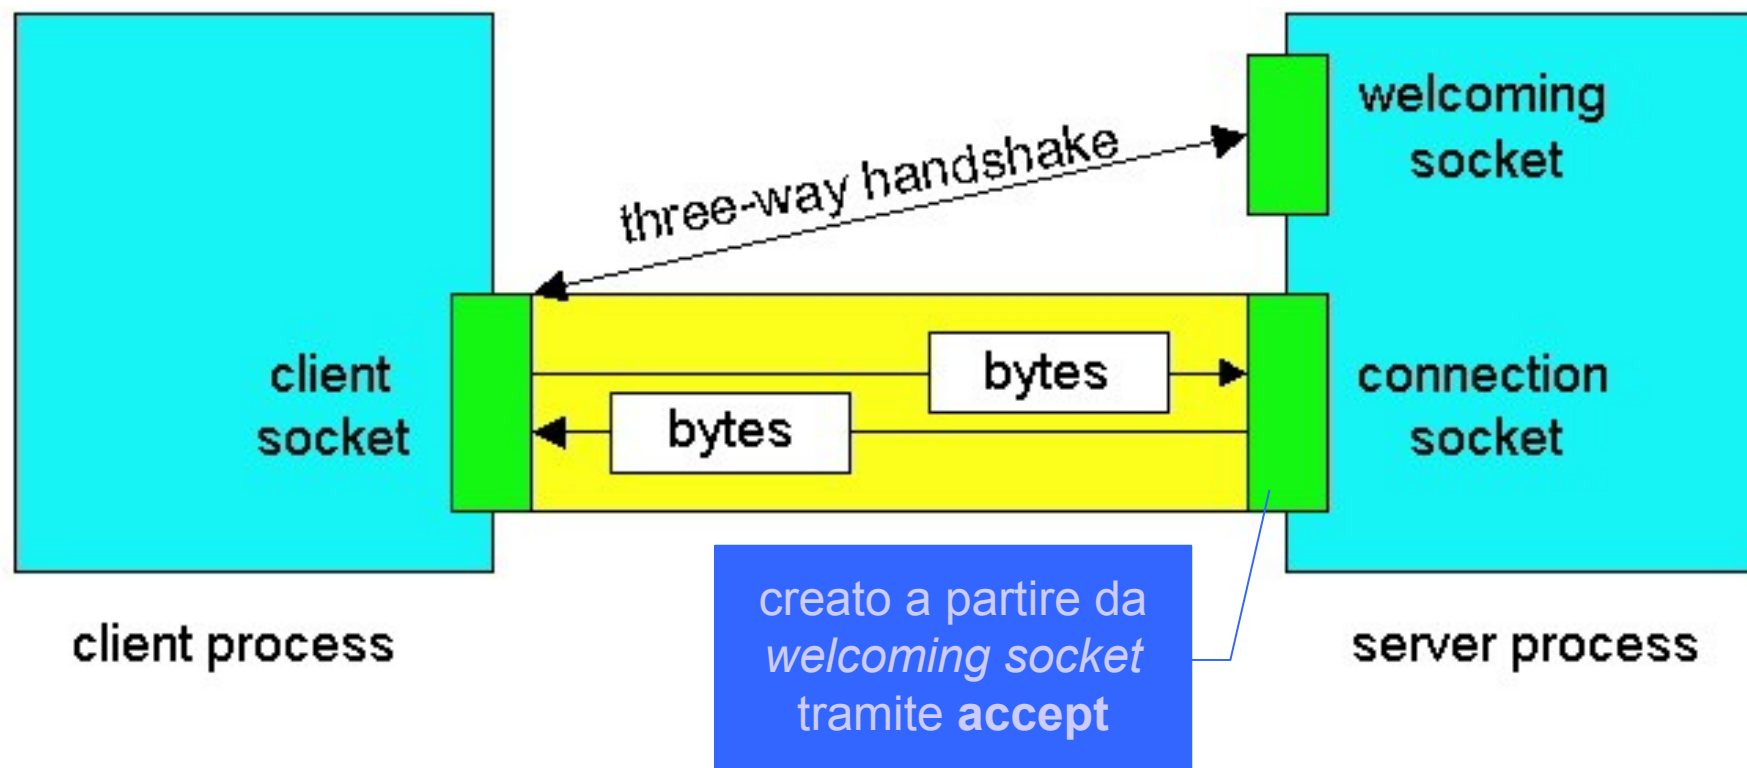 welcoming
socket
three-way handshake
client
socket
bytes
bytes
connection
socket
creato a partire da
welcoming socket
tramite accept
client process
server process